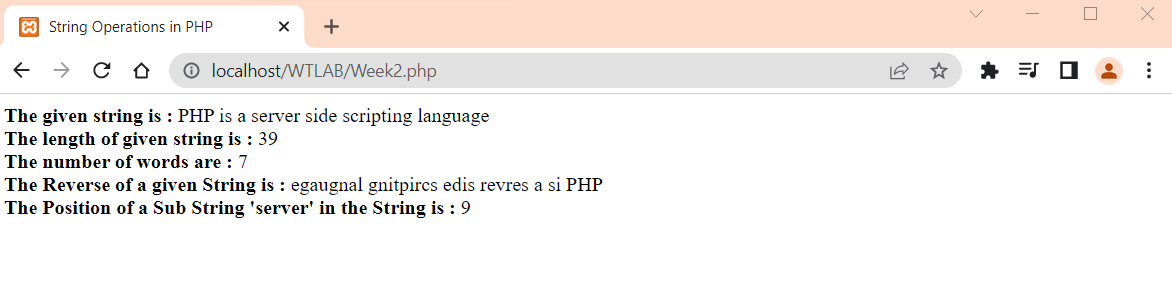 String Operations in PHP
localhost/WTLAB/Week2.php
The given string is : PHP is a server side scripting language
The length of given string is : 39
The number of words are : 7
The Reverse of a given String is : egaugnal gnitpircs edis revres a si PHP
The Position of a Sub String 'server' in the String is : 9